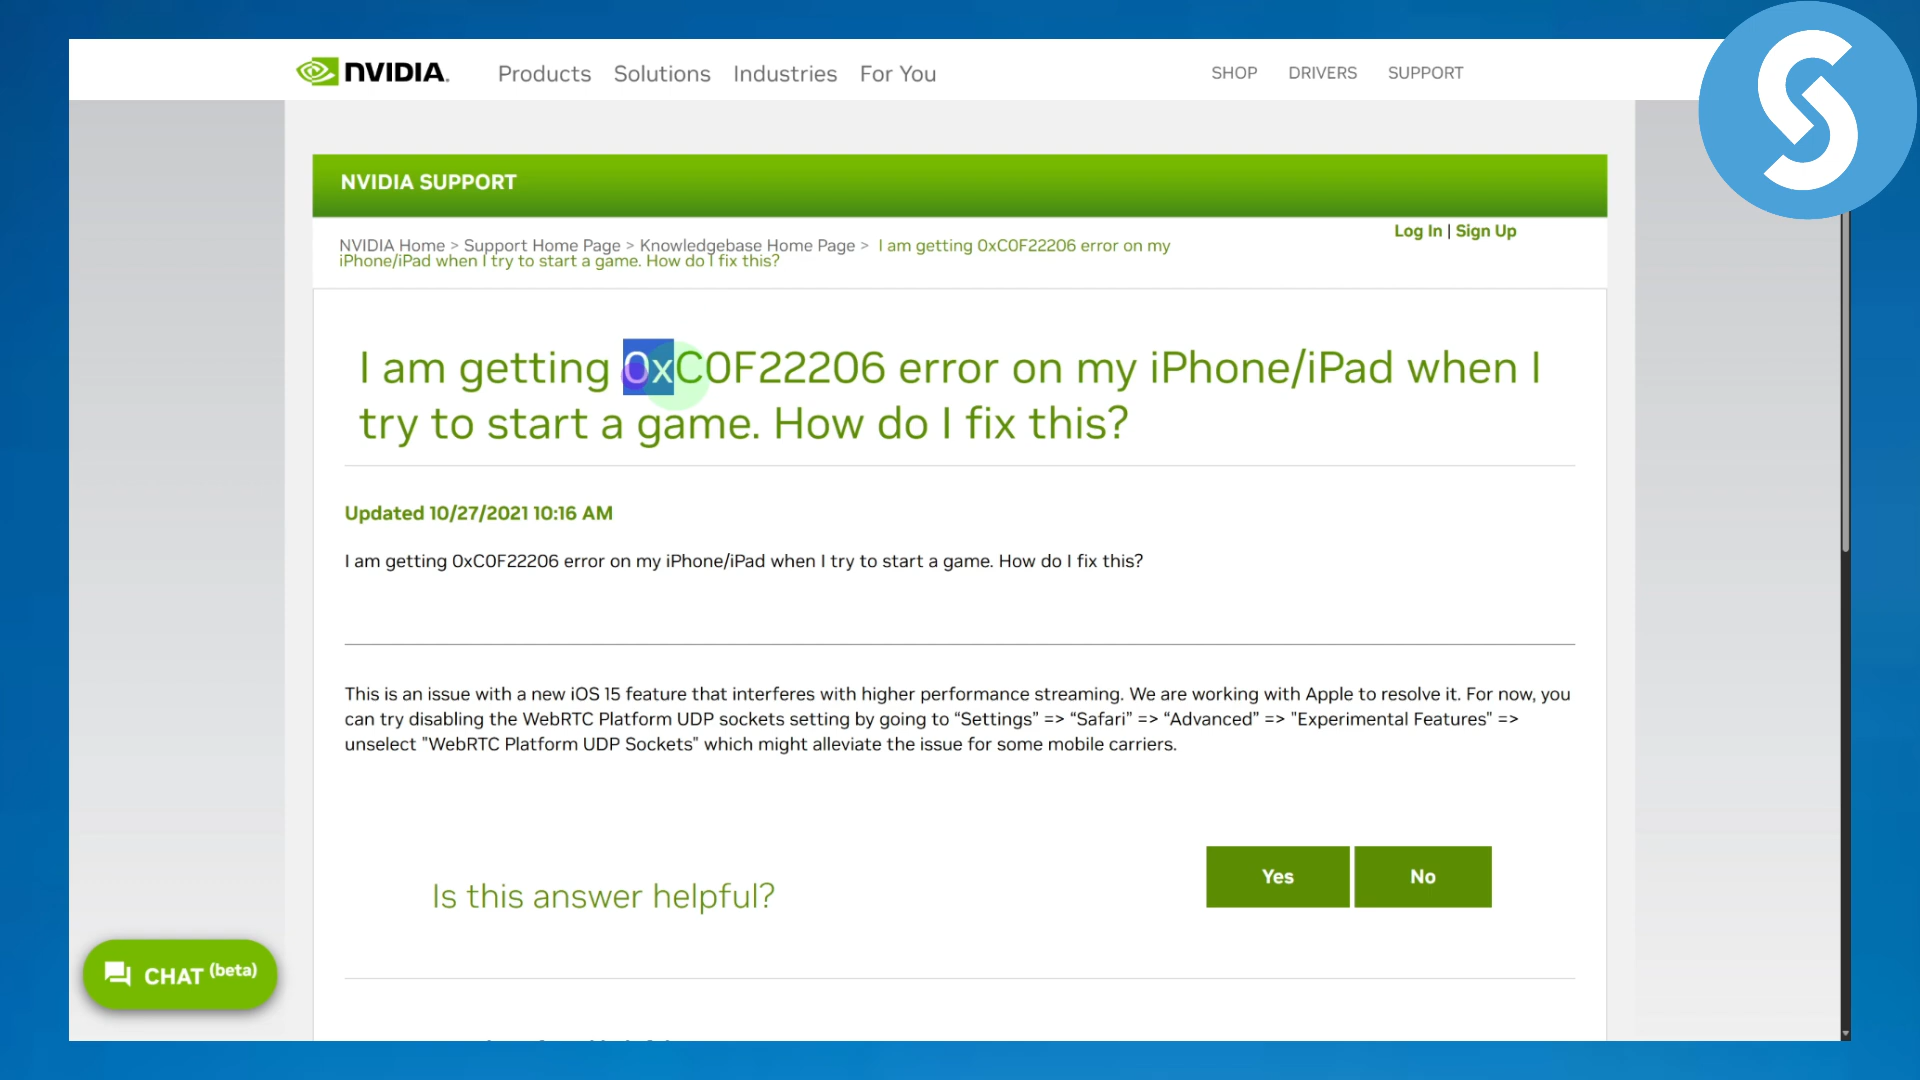 NVIDIA.
Products Solutions Industries For You
SHOP DRIVERS SUPPORT
NVIDIA SUPPORT
Log In | Sign Up
NVIDIA Home > Support Home Page > Knowledgebase Home Page > I am getting 0xC0F22206 error on my
iPhone/iPad when I try to start a game. How do I fix this?
I am getting 0xC0F22206 error on my iPhone/iPad when I
try to start a game. How do I fix this?
Updated 10/27/2021 10:16 AM
I am getting 0xC0F22206 error on my iPhone/iPad when I try to start a game. How do I fix this?
This is an issue with a new iOS 15 feature that interferes with higher performance streaming. We are working with Apple to resolve it. For now, you
can try disabling the WebRTC Platform UDP sockets setting by going to “Settings” => “Safari” => “Advanced” => "Experimental Features" =>
unselect "WebRTC Platform UDP Sockets" which might alleviate the issue for some mobile carriers.
Is this answer helpful?
Yes
No
CHAT (beta)